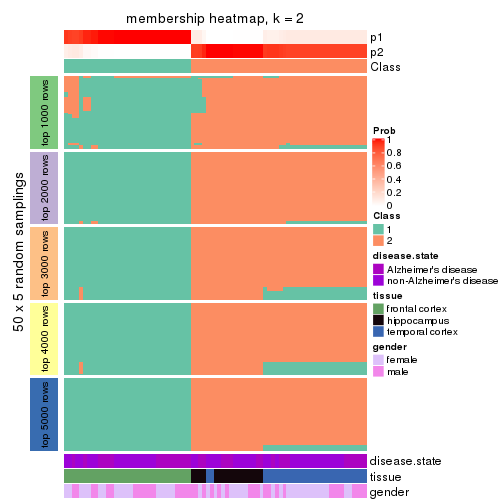 membership heatmap, k = 2
p1
p2
Class
50 x 5 random samplings
top 1000 rows
top 2000 rows
top 3000 rows
top 4000 rows
top 5000 rows
disease.state
tissue
gender
Prob
1
0.8
0.6
0.4
0.2
0
Class
1
2
disease.state
Alzheimer's disease
non-Alzheimer's disease
tissue
frontal cortex
hippocampus
temporal cortex
gender
female
male